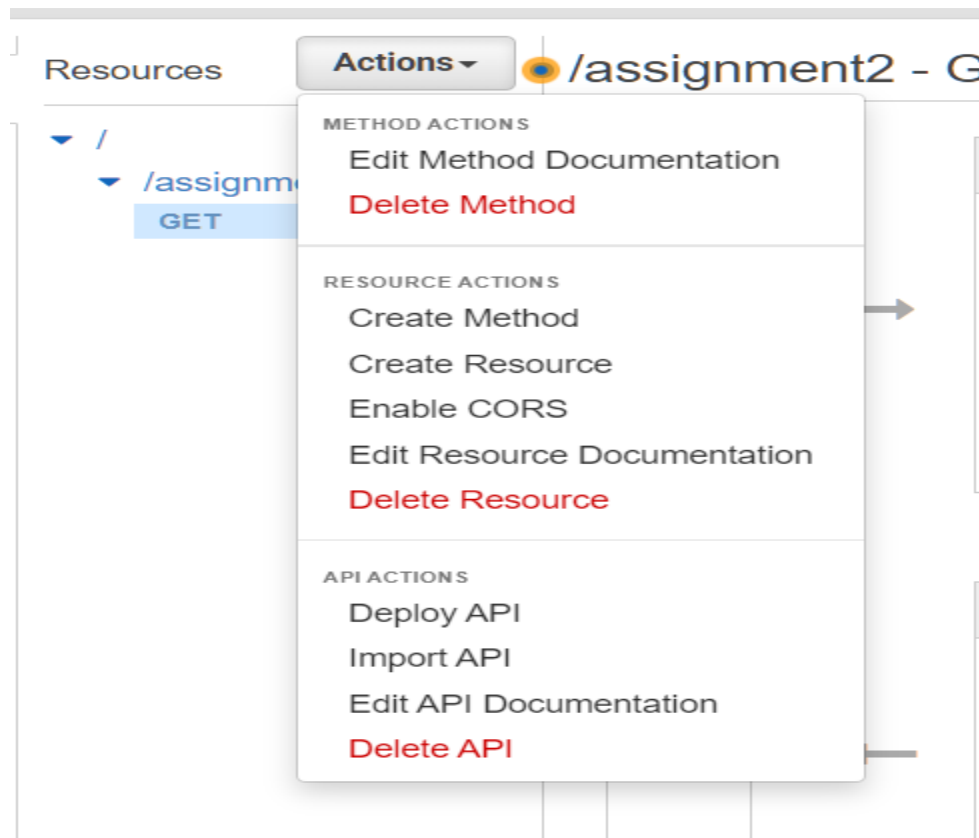 Resources
Actions
/assignment2 - G
METHOD ACTIONS
Edit Method Documentation
Delete Method
RESOURCE ACTIONS
Create Method
Create Resource
Enable CORS
Edit Resource Documentation
Delete Resource
API ACTIONS
Deploy API
Import API
Edit API Documentation
Delete API
/
/assignm
GET